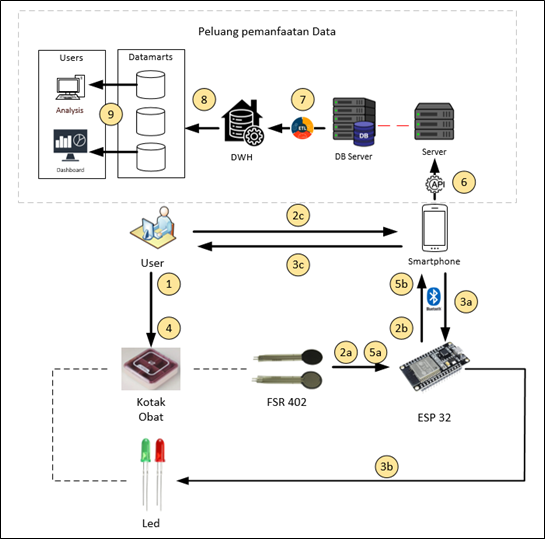 Peluang pemanfaatan Data
Users
Datamarts
Analysis
9
Dashboard
8
DWH
7
ETL
DB Server
Server
API
6
User
2c
3c
Smartphone
1
4
5b
Bluetooth
3a
2b
Kotak
Obat
FSR 402
2a
5a
ESP 32
3b
Led